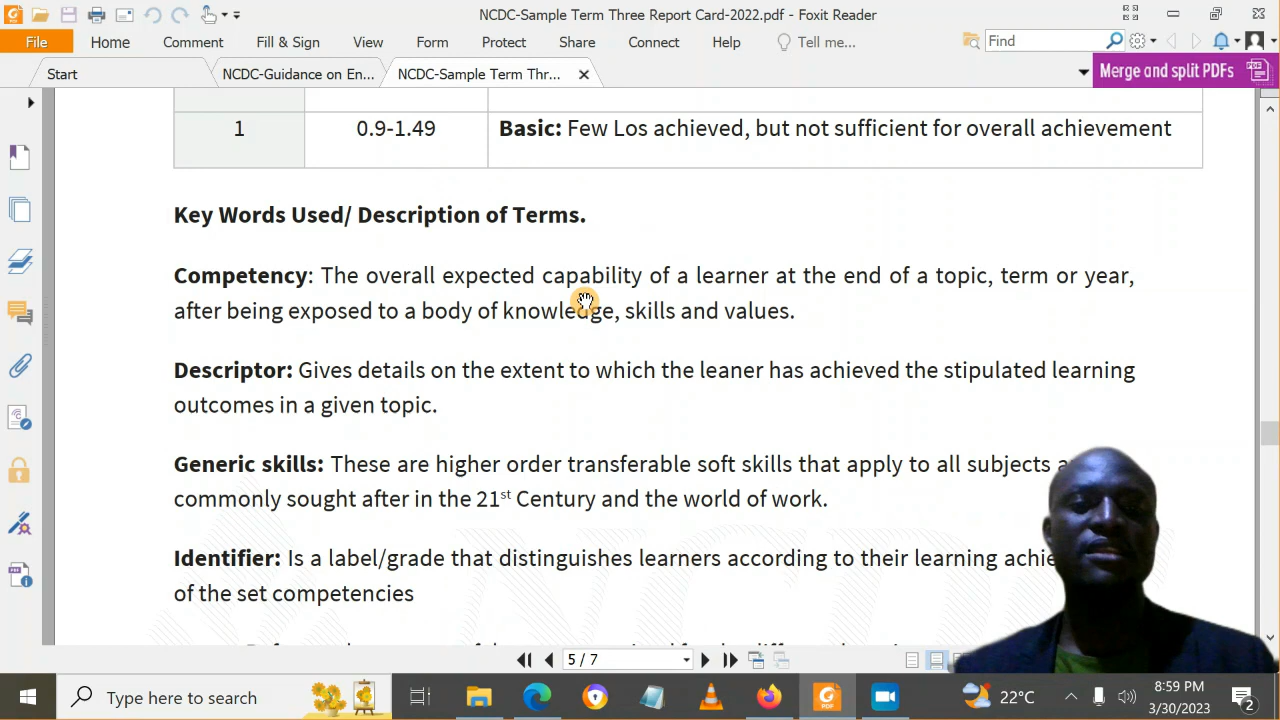 NCDC-Sample Term Three Report Card-2022.pdf - Foxit Reader
File Home Comment Fill & Sign View Form Protect Share Connect Help Tell me... Find
Start NCDC-Guidance on En... NCDC-Sample Term Thr... Merge and split PDFs
1 0.9-1.49 Basic: Few Los achieved, but not sufficient for overall achievement
Key Words Used/ Description of Terms.
Competency: The overall expected capability of a learner at the end of a topic, term or year,
after being exposed to a body of knowledge, skills and values.
Descriptor: Gives details on the extent to which the leaner has achieved the stipulated learning
outcomes in a given topic.
Generic skills: These are higher order transferable soft skills that apply to all subjects
commonly sought after in the 21st Century and the world of work.
Identifier: Is a label/grade that distinguishes learners according to their learning
of the set competencies
5 / 7
Type here to search 22°C 8:59 PM
3/30/2023 2